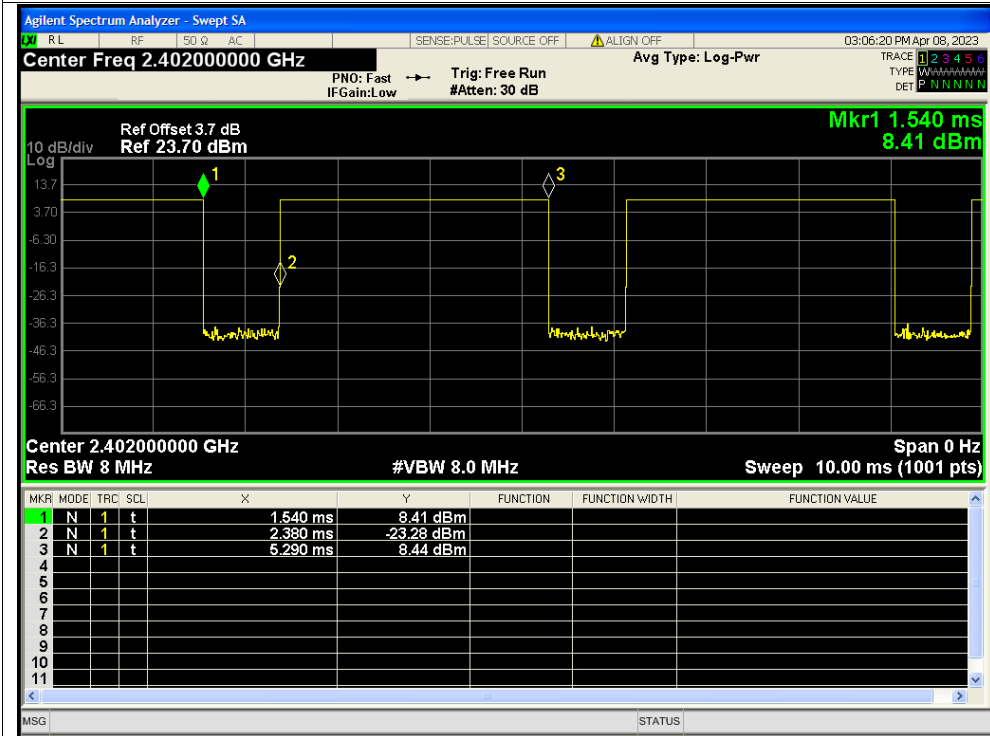 Agilent Spectrum Analyzer - Swept SA
LXI RL RF 50 Ω AC SENSE:PULSE SOURCE OFF ALIGN OFF 03:06:20 PM Apr 08, 2023
Center Freq 2.402000000 GHz Avg Type: Log-Pwr TRACE 1 2 3 4 5 6
PNO: Fast Trig: Free Run TYPE WWWWWW
IFGain:Low #Atten: 30 dB DET P N N N N N
Mkr1 1.540 ms
Ref Offset 3.7 dB 8.41 dBm
10 dB/div Ref 23.70 dBm
Log
1 3
13.7
3.70
-6.30
2
-16.3
-26.3
-36.3
-46.3
-56.3
-66.3
Center 2.402000000 GHz Span 0 Hz
Res BW 8 MHz #VBW 8.0 MHz Sweep 10.00 ms (1001 pts)
MKR MODE TRC SCL X Y FUNCTION FUNCTION WIDTH FUNCTION VALUE
1 N 1 t 1.540 ms 8.41 dBm
2 N 1 t 2.380 ms -23.28 dBm
3 N 1 t 5.290 ms 8.44 dBm
4
5
6
7
8
9
10
11
MSG STATUS